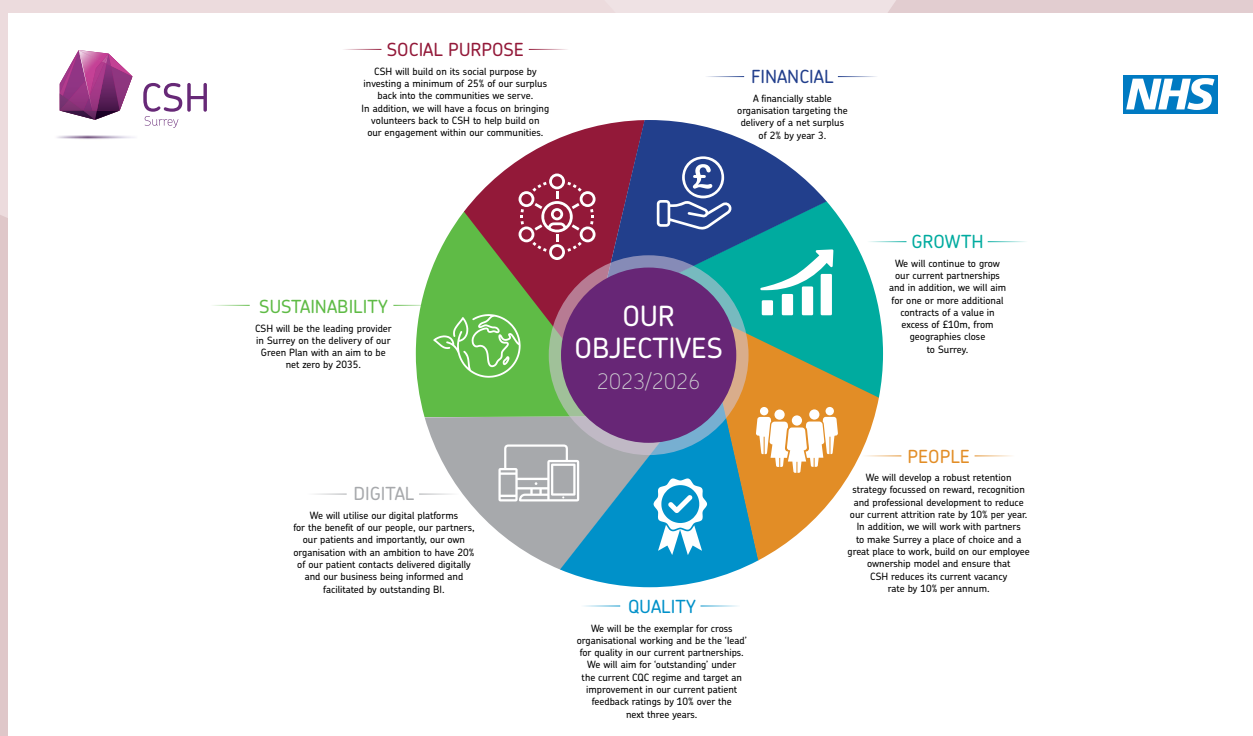 CSH
Surrey
NHS
SOCIAL PURPOSE
CSH will build on its social purpose by
investing a minimum of 25% of our surplus
back into the communities we serve.
In addition, we will have a focus on bringing
volunteers back to CSH to help build on
our engagement within our communities.
FINANCIAL
A financially stable
organisation targeting the
delivery of a net surplus
of 2% by year 3.
£
GROWTH
We will continue to grow
our current partnerships
and in addition, we will aim
for one or more additional
contracts of a value in
excess of £10m, from
geographies close
to Surrey.
SUSTAINABILITY
CSH will be the leading provider
in Surrey on the delivery of our
Green Plan with an aim to be
net zero by 2035.
OUR
OBJECTIVES
2023/2026
PEOPLE
We will develop a robust retention
strategy focussed on reward, recognition
and professional development to reduce
our current attrition rate by 10% per year.
In addition, we will work with partners
to make Surrey a place of choice and a
great place to work, build on our employee
ownership model and ensure that
CSH reduces its current vacancy
rate by 10% per annum.
DIGITAL
We will utilise our digital platforms
for the benefit of our people, our partners,
our patients and importantly, our own
organisation with an ambition to have 20%
of our patient contacts delivered digitally
and our business being informed and
facilitated by outstanding BI.
QUALITY
We will be the exemplar for cross
organisational working and be the 'lead'
for quality in our current partnerships.
We will aim for 'outstanding' under
the current CQC regime and target an
improvement in our current patient
feedback ratings by 10% over the
next three years.